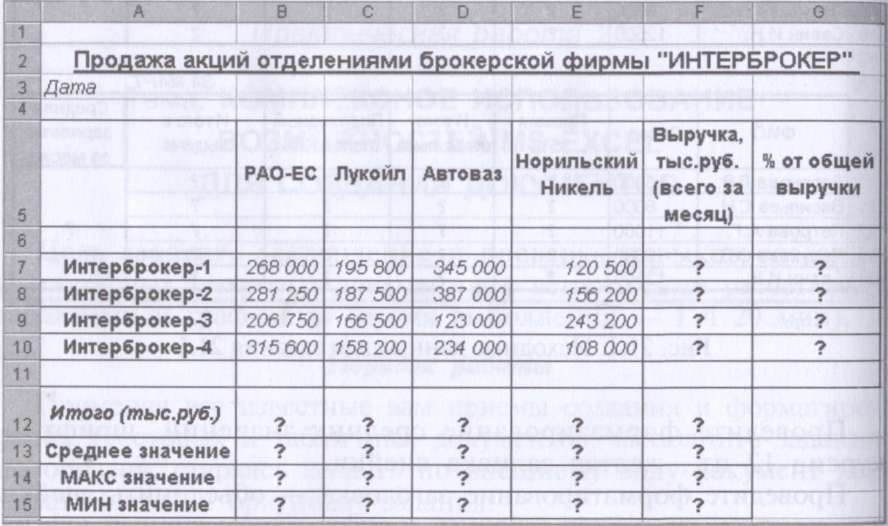 A B C D E F G
1
2 Продажа акций отделениями брокерской фирмы "ИНТЕРБРОКЕР"
3 Дата
4
5 РАО-ЕС Лукойл Автоваз Норильский Никель Выручка, тыс.руб. (всего за месяц) % от общей выручки
6
7 Интерброкер-1 268 000 195 800 345 000 120 500 ? ?
8 Интерброкер-2 281 250 187 500 387 000 156 200 ? ?
9 Интерброкер-3 206 750 166 500 123 000 243 200 ? ?
10 Интерброкер-4 315 600 158 200 234 000 108 000 ? ?
11
12 Итого (тыс.руб.) ? ? ? ? ?
13 Среднее значение ? ? ? ? ?
14 МАКС значение ? ? ? ? ?
15 МИН значение ? ? ? ? ?